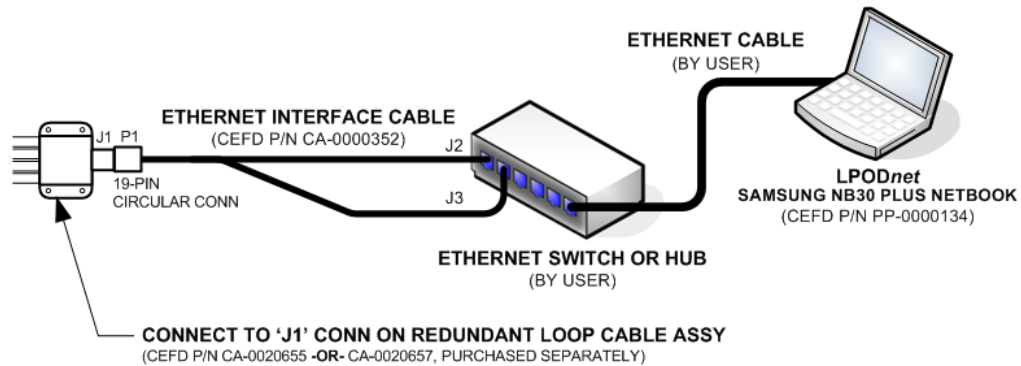 ETHERNET CABLE
(BY USER)
ETHERNET INTERFACE CABLE
(CEFD P/N CA-0000352)
J1 P1
J2
19-PIN
CIRCULAR CONN
J3
LPODnet
SAMSUNG NB30 PLUS NETBOOK
(CEFD P/N PP-0000134)
ETHERNET SWITCH OR HUB
(BY USER)
CONNECT TO ‘J1’ CONN ON REDUNDANT LOOP CABLE ASSY
(CEFD P/N CA-0020655 -OR- CA-0020657, PURCHASED SEPARATELY)